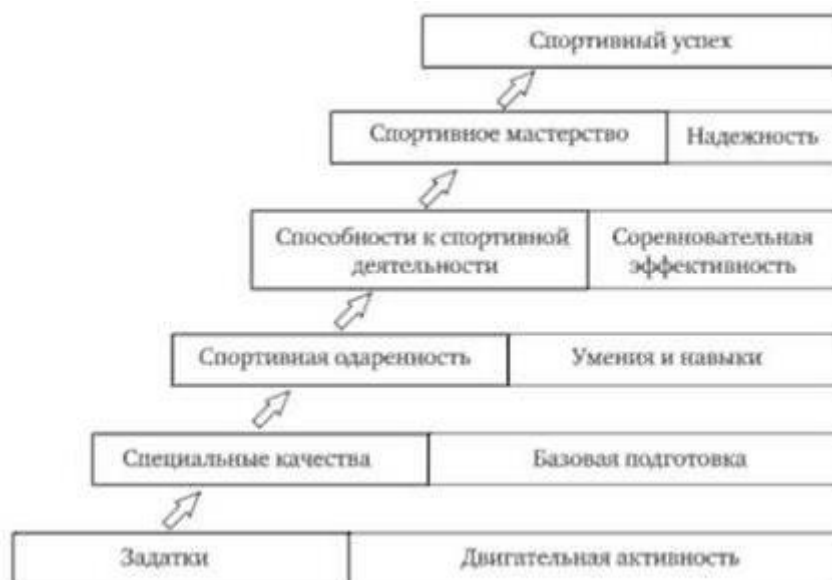 Спортивный успех
Спортивное мастерство
Надежность
Способности к спортивной
деятельности
Соревновательная
эффективность
Спортивная одаренность
Умения и навыки
Специальные качества
Базовая подготовка
Задатки
Двигательная активность